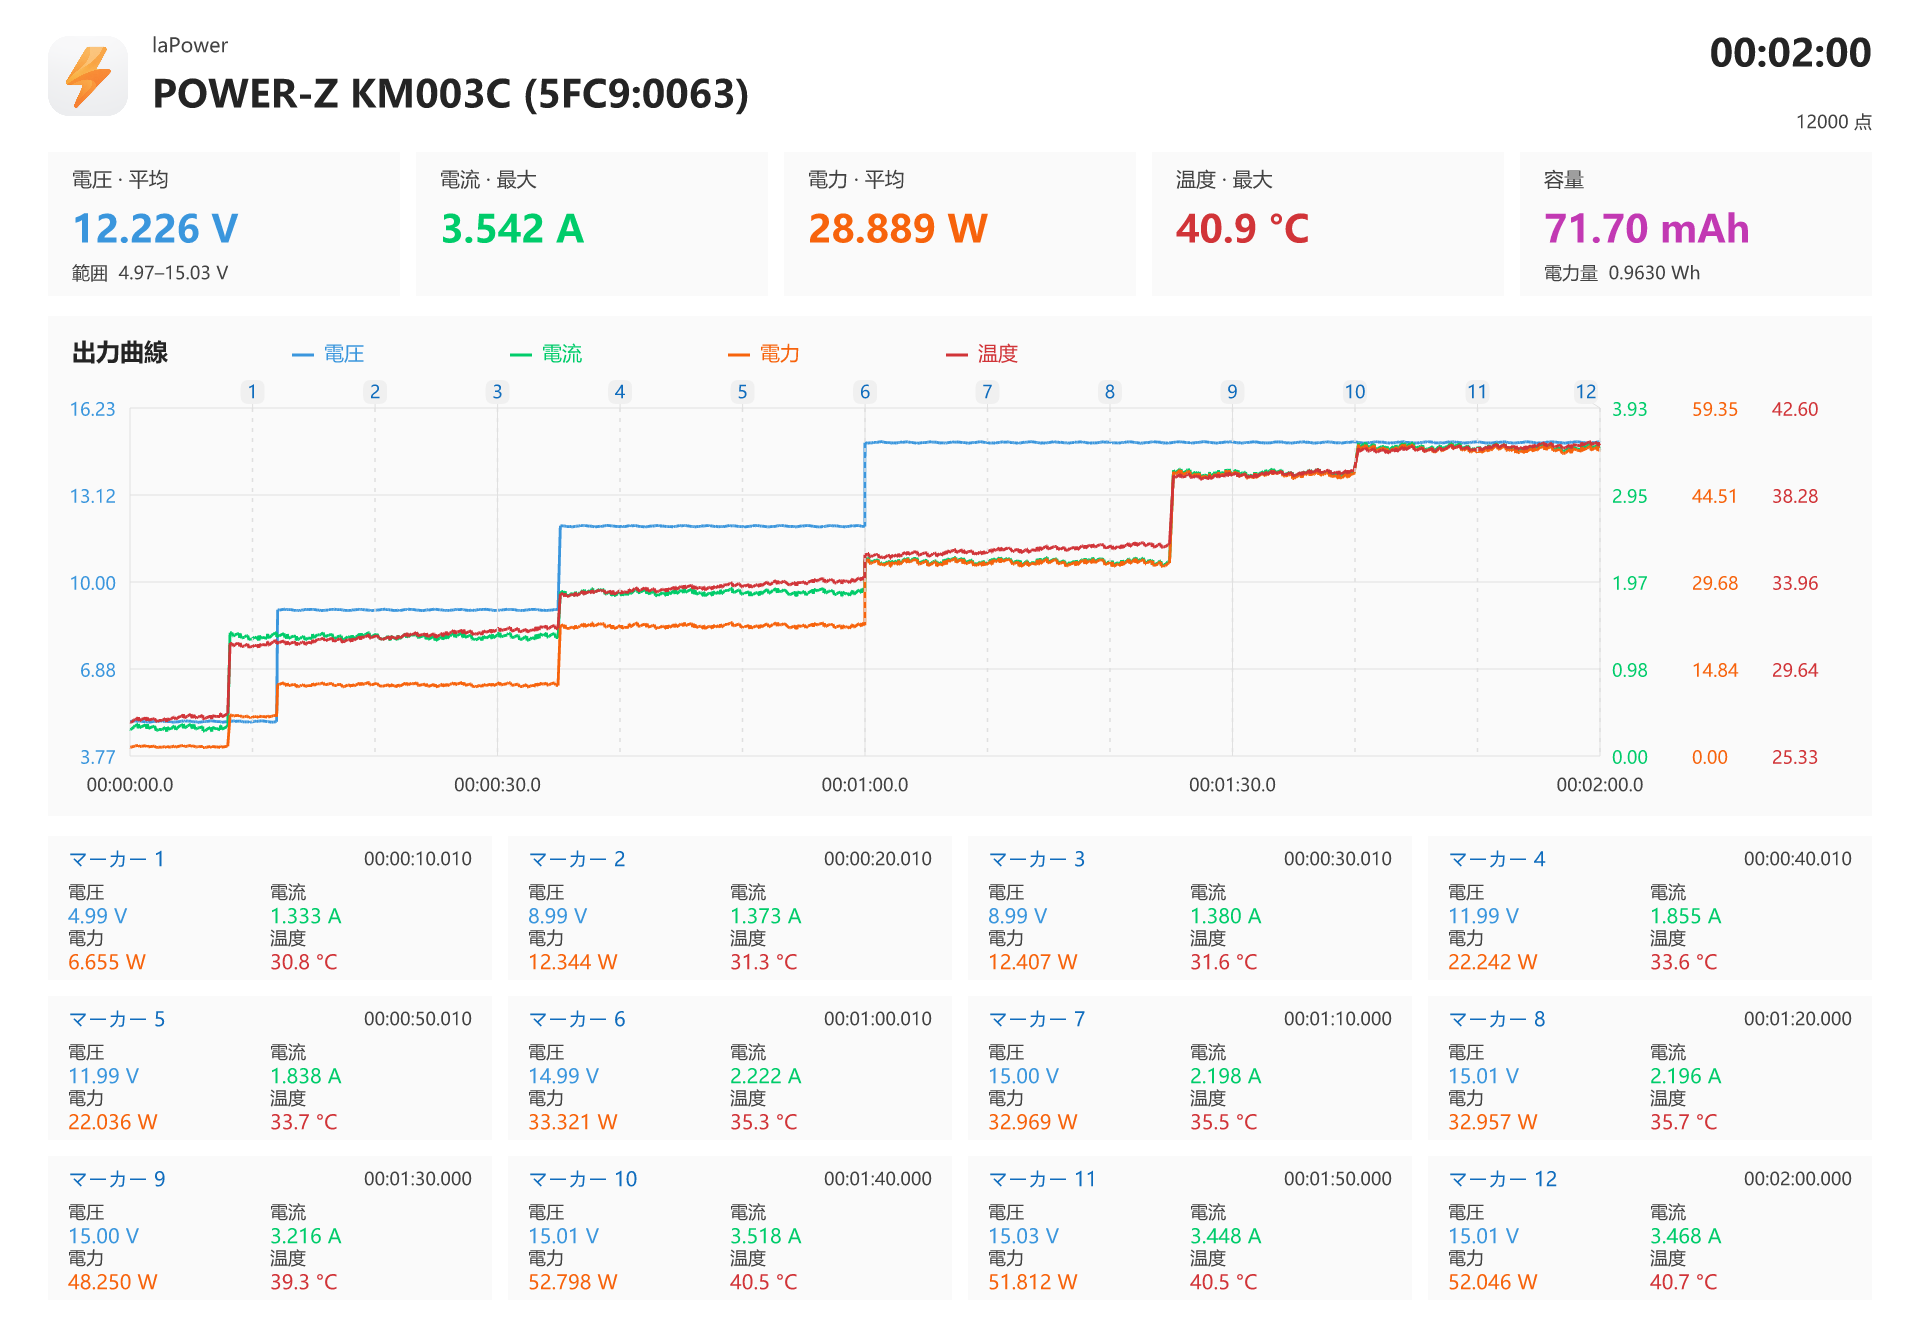 laPower
POWER-Z KM003C (5FC9:0063)
00:02:00
12000 点
電圧 · 平均
12.226 V
範囲 4.97–15.03 V
電流 · 最大
3.542 A
電力 · 平均
28.889 W
温度 · 最大
40.9 °C
容量
71.70 mAh
電力量 0.9630 Wh
出力曲線
電圧 電流 電力 温度
1 2 3 4 5 6 7 8 9 10 11 12
16.23 3.93 59.35 42.60
13.12 2.95 44.51 38.28
10.00 1.97 29.68 33.96
6.88 0.98 14.84 29.64
3.77 0.00 0.00 25.33
00:00:00.0 00:00:30.0 00:01:00.0 00:01:30.0 00:02:00.0
マーカー 1 00:00:10.010
電圧 電流
4.99 V 1.333 A
電力 温度
6.655 W 30.8 °C
マーカー 2 00:00:20.010
電圧 電流
8.99 V 1.373 A
電力 温度
12.344 W 31.3 °C
マーカー 3 00:00:30.010
電圧 電流
8.99 V 1.380 A
電力 温度
12.407 W 31.6 °C
マーカー 4 00:00:40.010
電圧 電流
11.99 V 1.855 A
電力 温度
22.242 W 33.6 °C
マーカー 5 00:00:50.010
電圧 電流
11.99 V 1.838 A
電力 温度
22.036 W 33.7 °C
マーカー 6 00:01:00.010
電圧 電流
14.99 V 2.222 A
電力 温度
33.321 W 35.3 °C
マーカー 7 00:01:10.000
電圧 電流
15.00 V 2.198 A
電力 温度
32.969 W 35.5 °C
マーカー 8 00:01:20.000
電圧 電流
15.01 V 2.196 A
電力 温度
32.957 W 35.7 °C
マーカー 9 00:01:30.000
電圧 電流
15.00 V 3.216 A
電力 温度
48.250 W 39.3 °C
マーカー 10 00:01:40.000
電圧 電流
15.01 V 3.518 A
電力 温度
52.798 W 40.5 °C
マーカー 11 00:01:50.000
電圧 電流
15.03 V 3.448 A
電力 温度
51.812 W 40.5 °C
マーカー 12 00:02:00.000
電圧 電流
15.01 V 3.468 A
電力 温度
52.046 W 40.7 °C